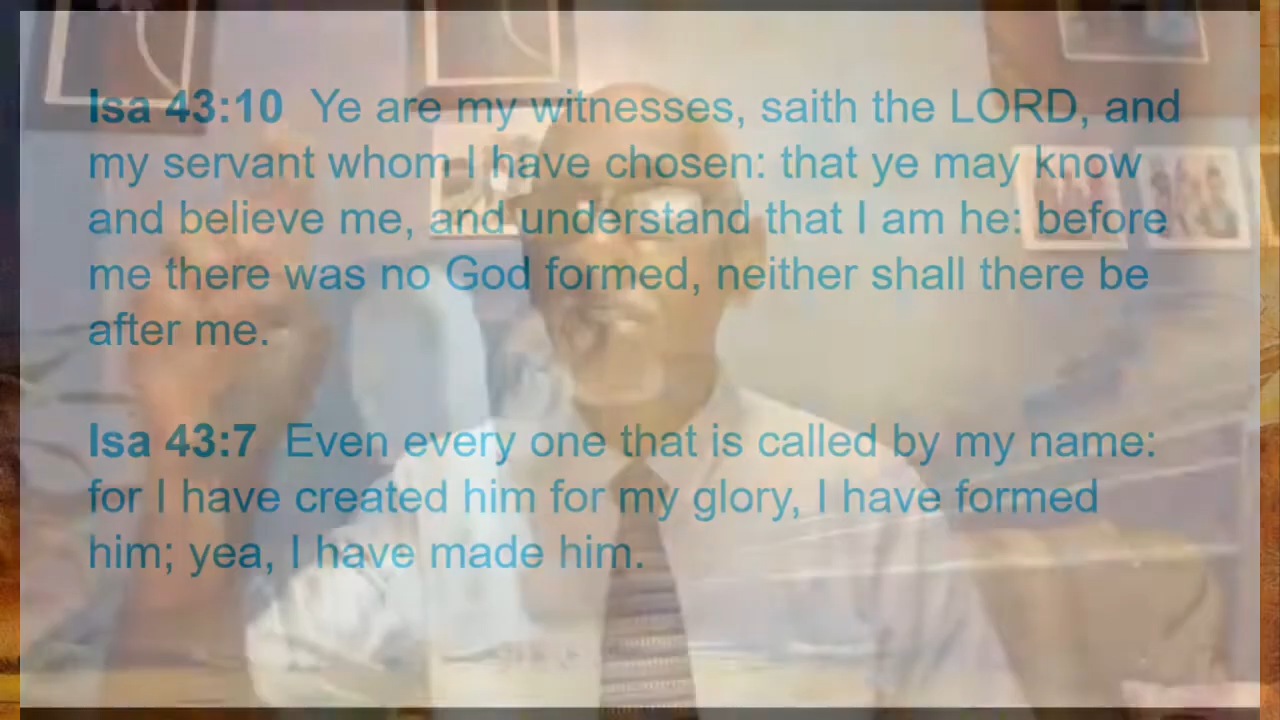 Isa 43:10 Ye are my witnesses, saith the LORD, and
my servant whom I have chosen: that ye may know
and believe me, and understand that I am he: before
me there was no God formed, neither shall there be
after me.
Isa 43:7 Even every one that is called by my name:
for I have created him for my glory, I have formed
him; yea, I have made him.